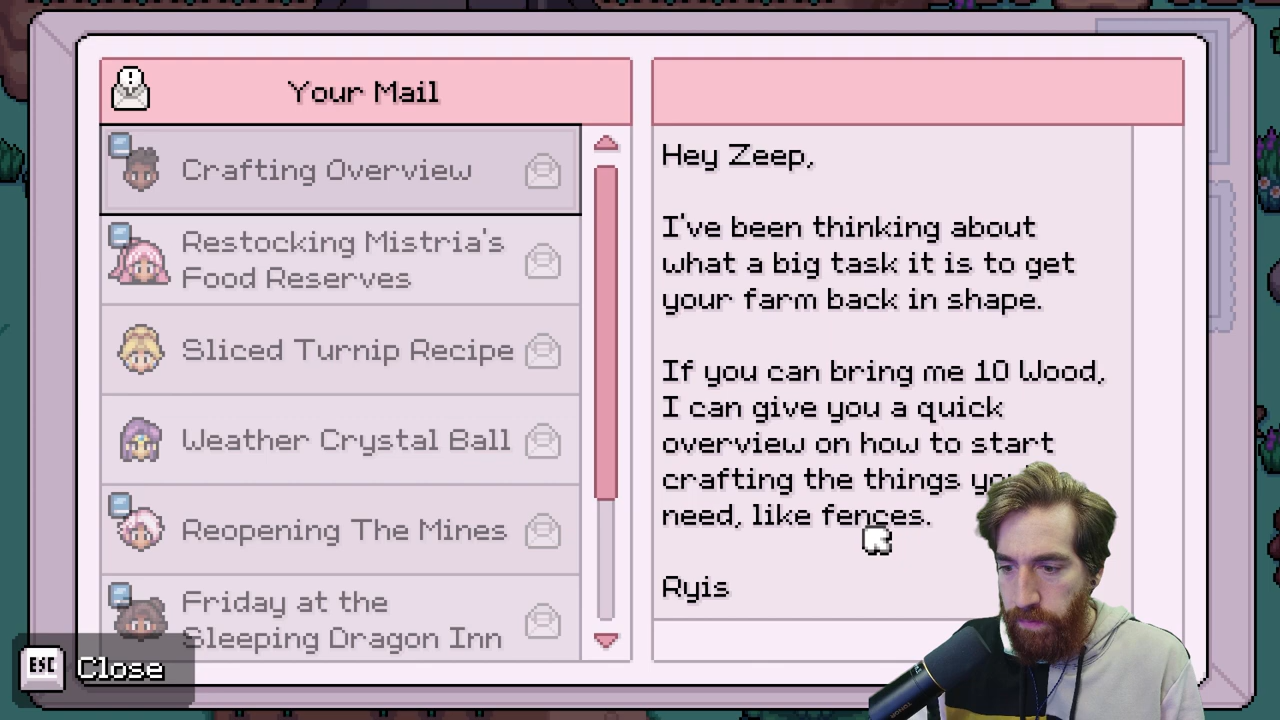 Your Mail
Crafting Overview
Restocking Mistria's
Food Reserves
Sliced Turnip Recipe
Weather Crystal Ball
Reopening The Mines
Friday at the
Sleeping Dragon Inn
ESC Close
Hey Zeep,
I've been thinking about
what a big task it is to get
your farm back in shape.
If you can bring me 10 Wood,
I can give you a quick
overview on how to start
crafting the things
need, like fences.
Ryis